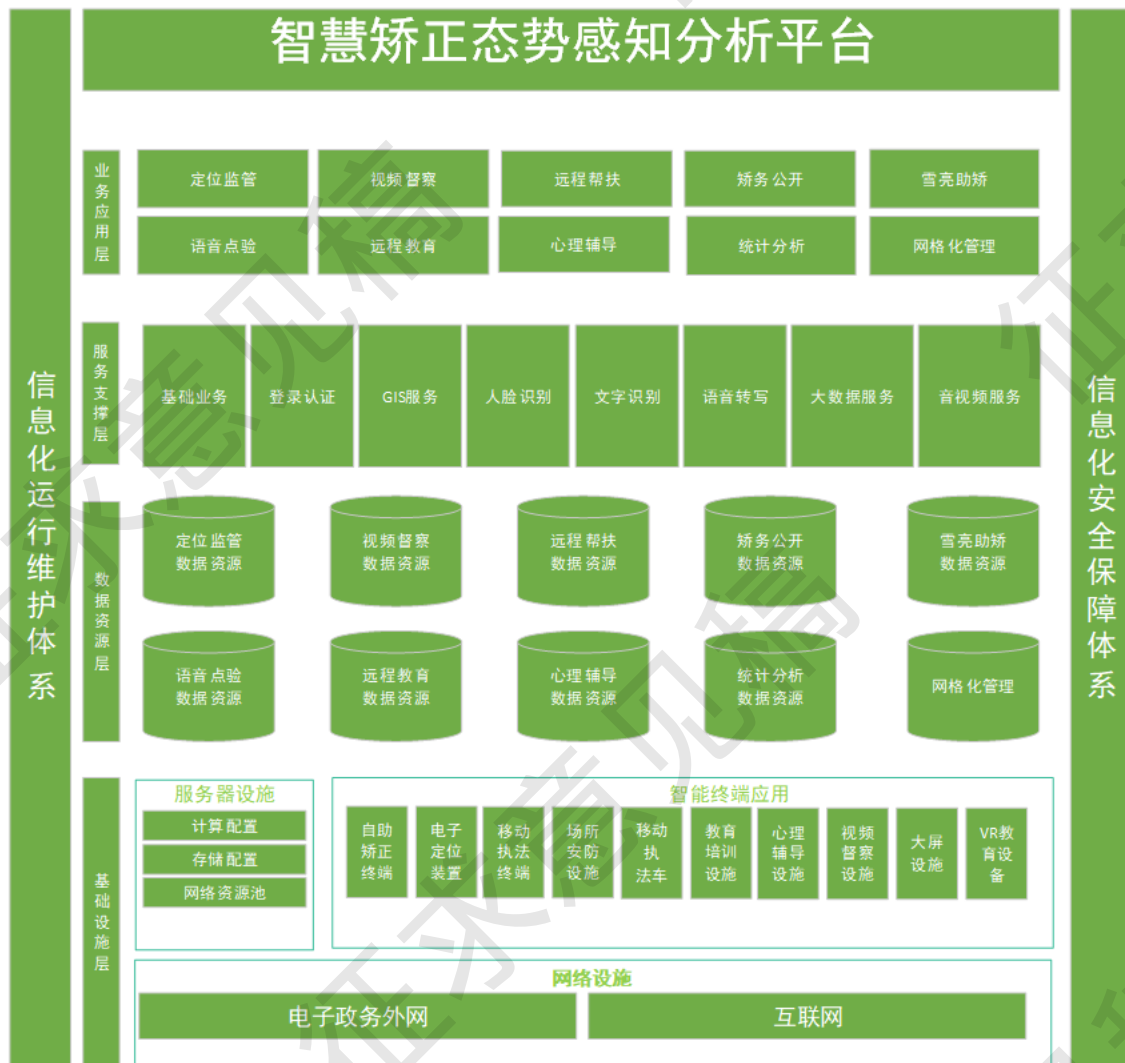 智慧矫正态势感知分析平台
信息化运行维护体系
信息化安全保障体系
业务应用层
定位监管
视频督察
远程帮扶
矫务公开
雪亮助矫
语音点验
远程教育
心理辅导
统计分析
网格化管理
服务支撑层
基础业务
登录认证
GIS服务
人脸识别
文字识别
语音转写
大数据服务
音视频服务
数据资源层
定位监管
数据资源
视频督察
数据资源
远程帮扶
数据资源
矫务公开
数据资源
雪亮助矫
数据资源
语音点验
数据资源
远程教育
数据资源
心理辅导
数据资源
统计分析
数据资源
网格化管理
基础设施层
服务器设施
计算配置
存储配置
网络资源池
智能终端应用
自助
矫正
终端
电子
定位
装置
移动
执法
终端
场所
安防
设施
移动
执
法车
教育
培训
设施
心理
辅导
设施
视频
督察
设施
大屏
设施
VR教
育设
备
网络设施
电子政务外网
互联网
征求意见稿
征求意见稿